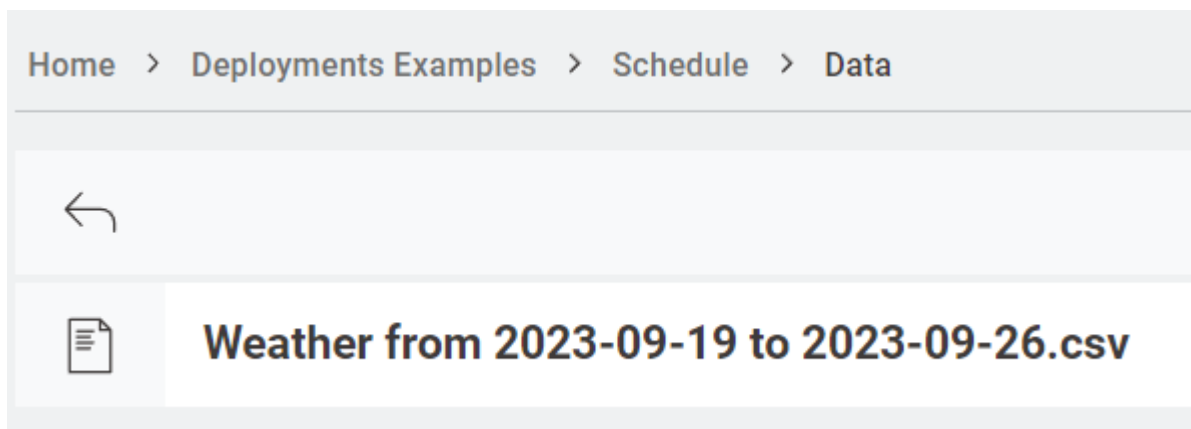 Home > Deployments Examples > Schedule > Data
Weather from 2023-09-19 to 2023-09-26.csv